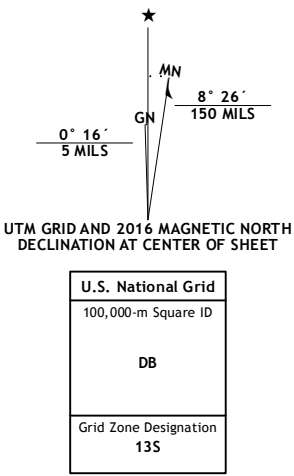 MN
GN
8° 26´
150 MILS
0° 16´
5 MILS
UTM GRID AND 2016 MAGNETIC NORTH
DECLINATION AT CENTER OF SHEET
U.S. National Grid
100,000-m Square ID
DB
Grid Zone Designation
13S